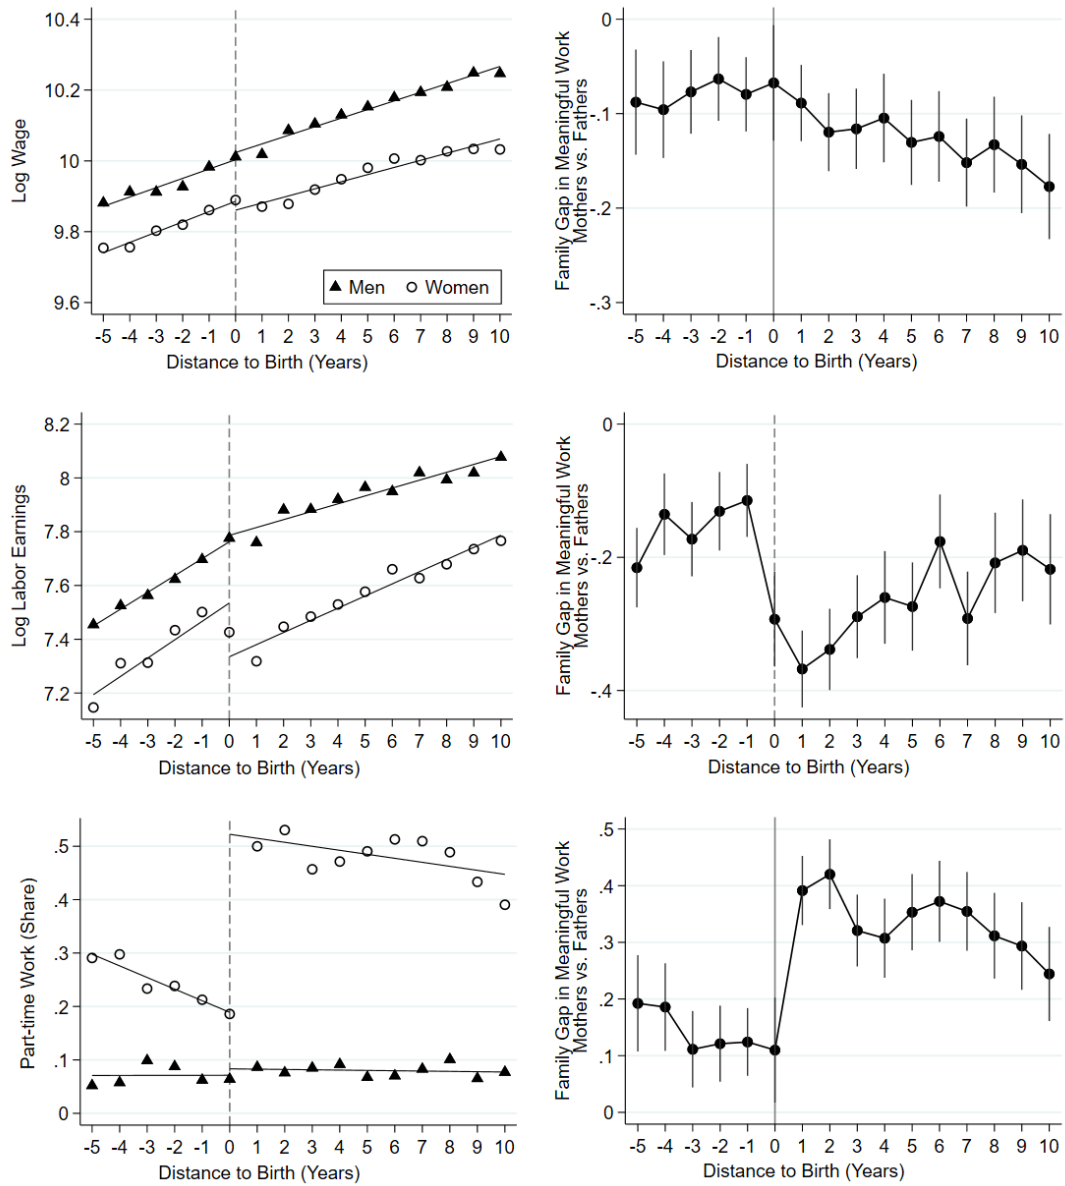 10.4
10.2
10
9.8
9.6
Log Wage
▲ Men ○ Women
-5 -4 -3 -2 -1 0 1 2 3 4 5 6 7 8 9 10
Distance to Birth (Years)
0
-.1
-.2
-.3
Family Gap in Meaningful Work
Mothers vs. Fathers
-5 -4 -3 -2 -1 0 1 2 3 4 5 6 7 8 9 10
Distance to Birth (Years)
8.2
8
7.8
7.6
7.4
7.2
Log Labor Earnings
-5 -4 -3 -2 -1 0 1 2 3 4 5 6 7 8 9 10
Distance to Birth (Years)
0
-.2
-.4
Family Gap in Meaningful Work
Mothers vs. Fathers
-5 -4 -3 -2 -1 0 1 2 3 4 5 6 7 8 9 10
Distance to Birth (Years)
.5
.4
.3
.2
.1
0
Part-time Work (Share)
-5 -4 -3 -2 -1 0 1 2 3 4 5 6 7 8 9 10
Distance to Birth (Years)
.5
.4
.3
.2
.1
0
Family Gap in Meaningful Work
Mothers vs. Fathers
-5 -4 -3 -2 -1 0 1 2 3 4 5 6 7 8 9 10
Distance to Birth (Years)